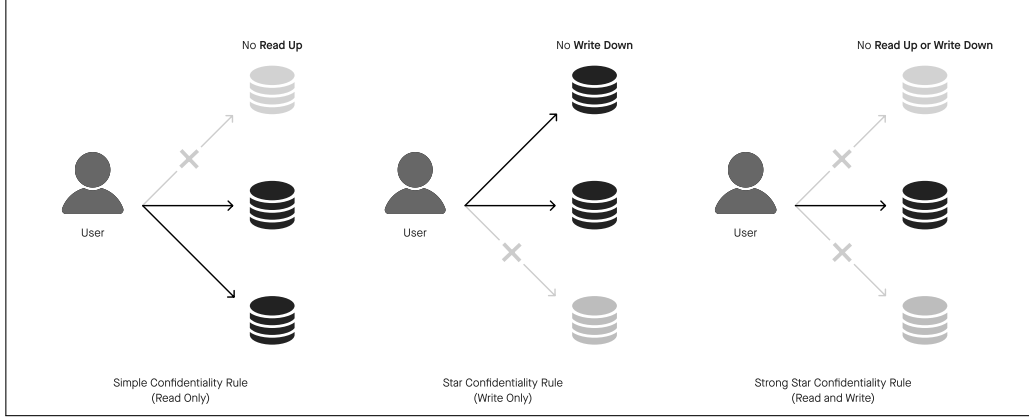 No Read Up
No Write Down
No Read Up or Write Down
User
User
User
Simple Confidentiality Rule
(Read Only)
Star Confidentiality Rule
(Write Only)
Strong Star Confidentiality Rule
(Read and Write)